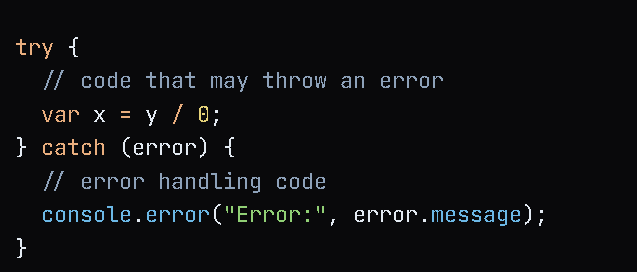 try {
  // code that may throw an error
  var x = y / 0;
} catch (error) {
  // error handling code
  console.error("Error:", error.message);
}